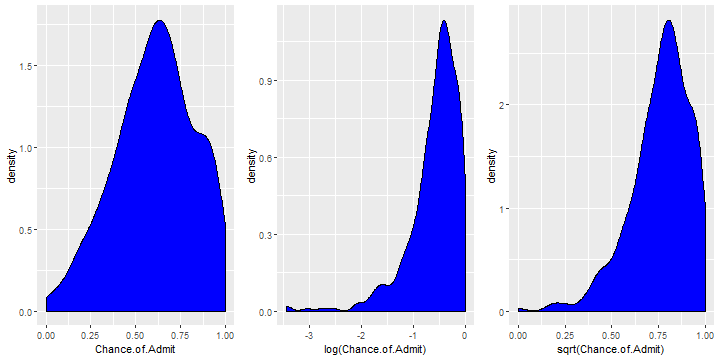 density
1.5
1.0
0.5
0.0
0.00 0.25 0.50 0.75 1.00
Chance.of.Admit
density
0.9
0.6
0.3
0.0
-3 -2 -1 0
log(Chance.of.Admit)
density
2
1
0
0.00 0.25 0.50 0.75 1.00
sqrt(Chance.of.Admit)